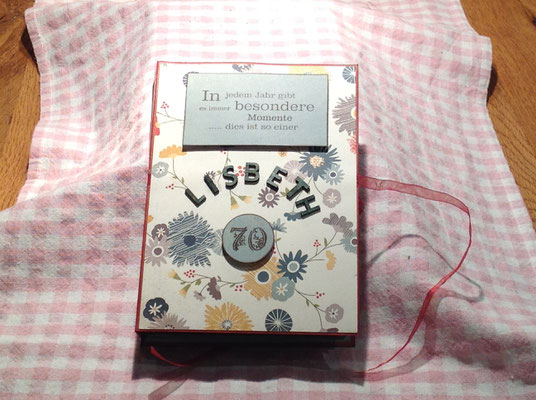 In jedem Jahr gibt
es immer besondere
Momente
..... dies ist so einer
LISBETH
70